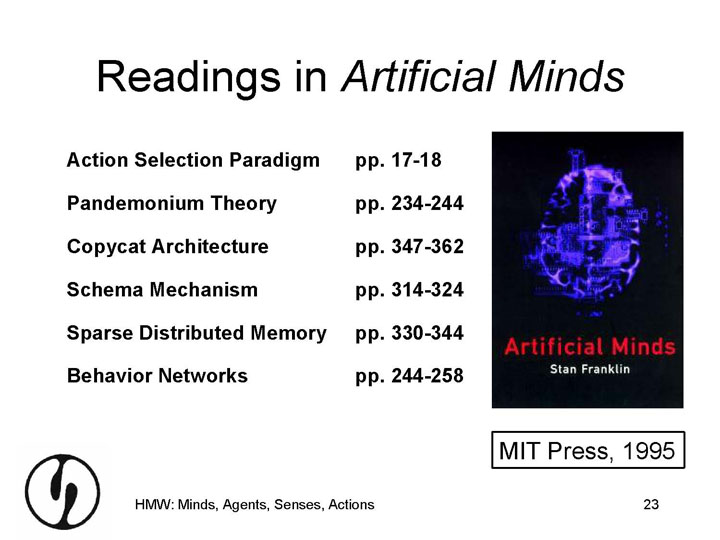 Readings in Artificial Minds
Action Selection Paradigm pp. 17-18
Pandemonium Theory pp. 234-244
Copycat Architecture pp. 347-362
Schema Mechanism pp. 314-324
Sparse Distributed Memory pp. 330-344
Behavior Networks pp. 244-258
Artificial Minds
Stan Franklin
MIT Press, 1995
HMW: Minds, Agents, Senses, Actions 23